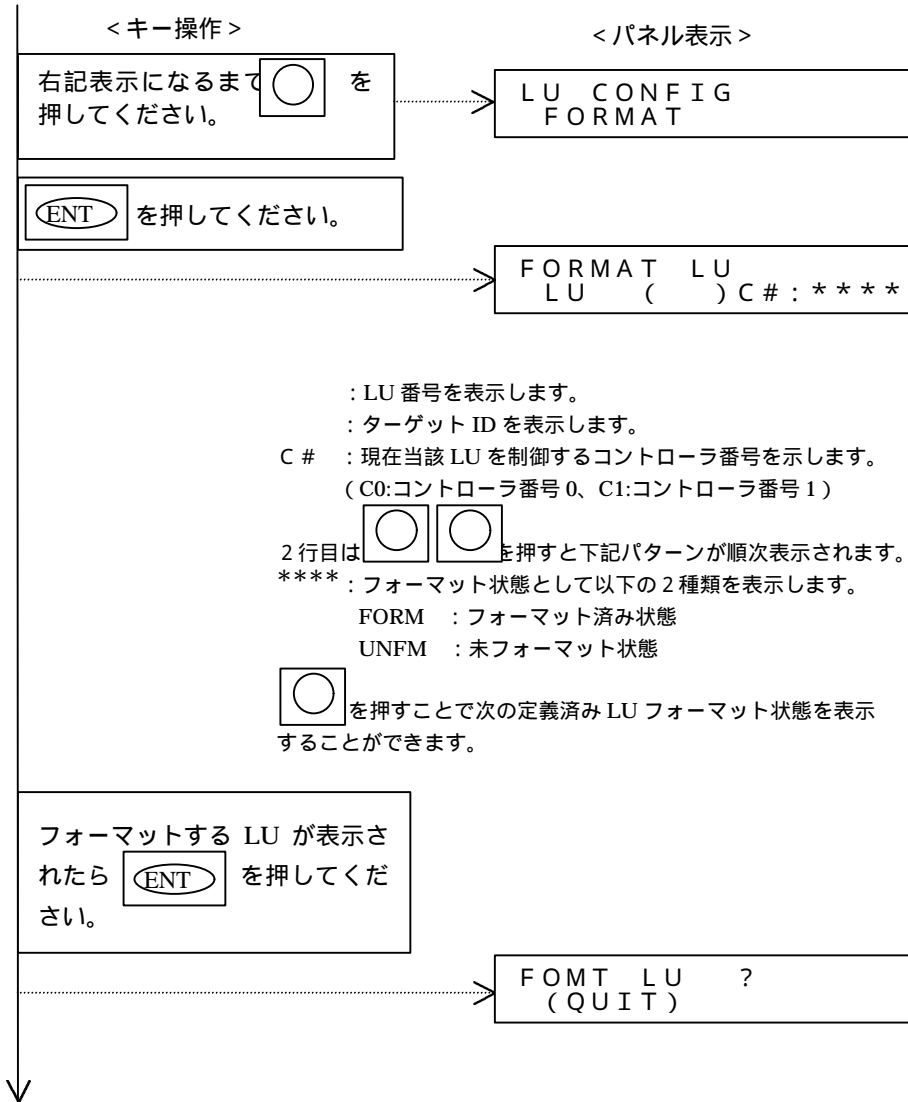 <キー操作>
<パネル表示>
右記表示になるまで を
押してください。
LU CONFIG
FORMAT
ENT を押してください。
FORMAT LU
LU ( )C#:****
:LU 番号を表示します。
:ターゲット ID を表示します。
C# :現在当該 LU を制御するコントローラ番号を示します。
(C0:コントローラ番号 0、C1:コントローラ番号 1)
2行目は を押すと下記パターンが順次表示されます。
****:フォーマット状態として以下の2種類を表示します。
FORM :フォーマット済み状態
UNFM :未フォーマット状態
を押すことで次の定義済み LU フォーマット状態を表示
することができます。
フォーマットする LU が表示さ
れたら ENT を押してくだ
さい。
FOMT LU ?
(QUIT)